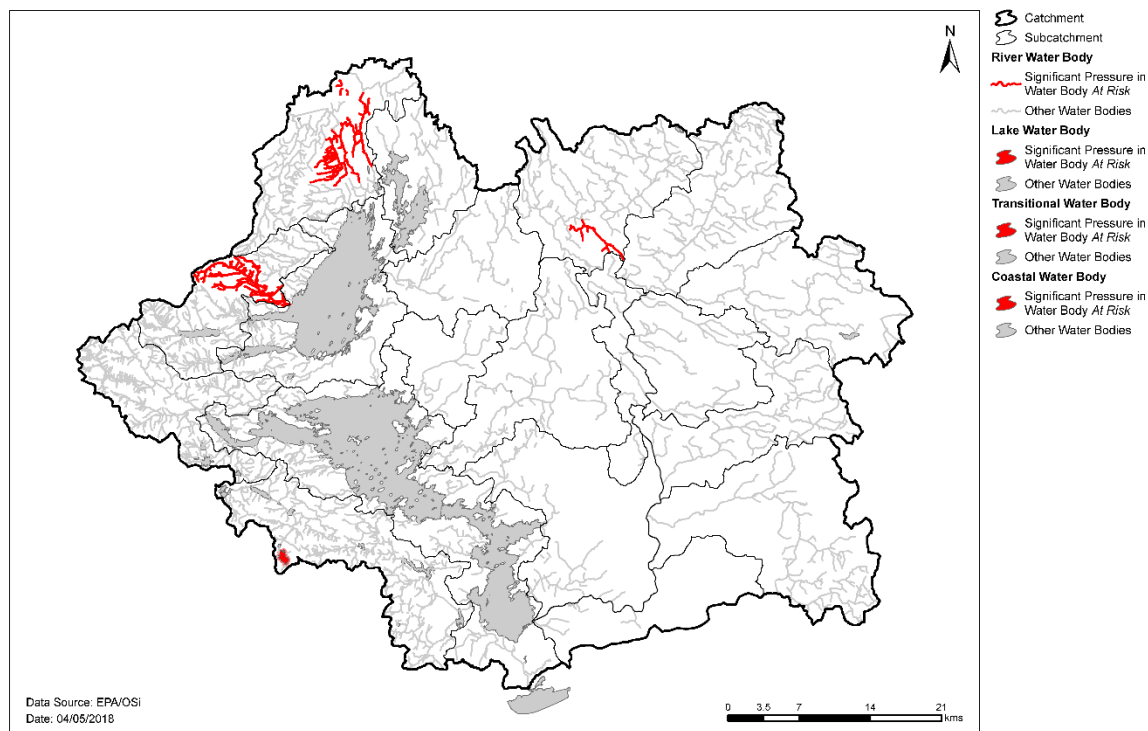 Catchment
Subcatchment
River Water Body
Significant Pressure in
Water Body At Risk
Other Water Bodies
Lake Water Body
Significant Pressure in
Water Body At Risk
Other Water Bodies
Transitional Water Body
Significant Pressure in
Water Body At Risk
Other Water Bodies
Coastal Water Body
Significant Pressure in
Water Body At Risk
Other Water Bodies
N
Data Source: EPA/OSi
Date: 04/05/2018
0 3.5 7 14 21
kms